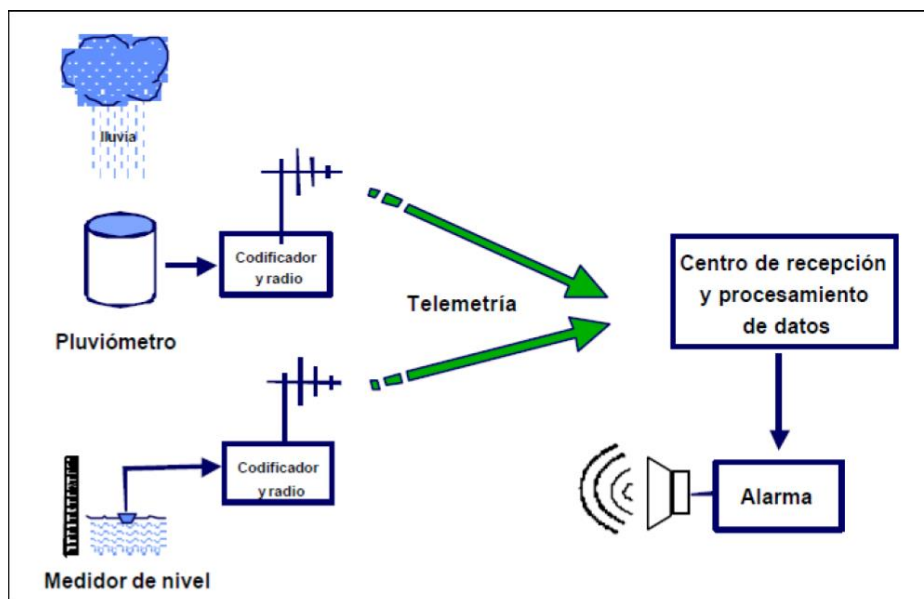 lluvia
Codificador
y radio
Pluviómetro
Telemetría
Centro de recepción
y procesamiento
de datos
Codificador
y radio
Alarma
Medidor de nivel